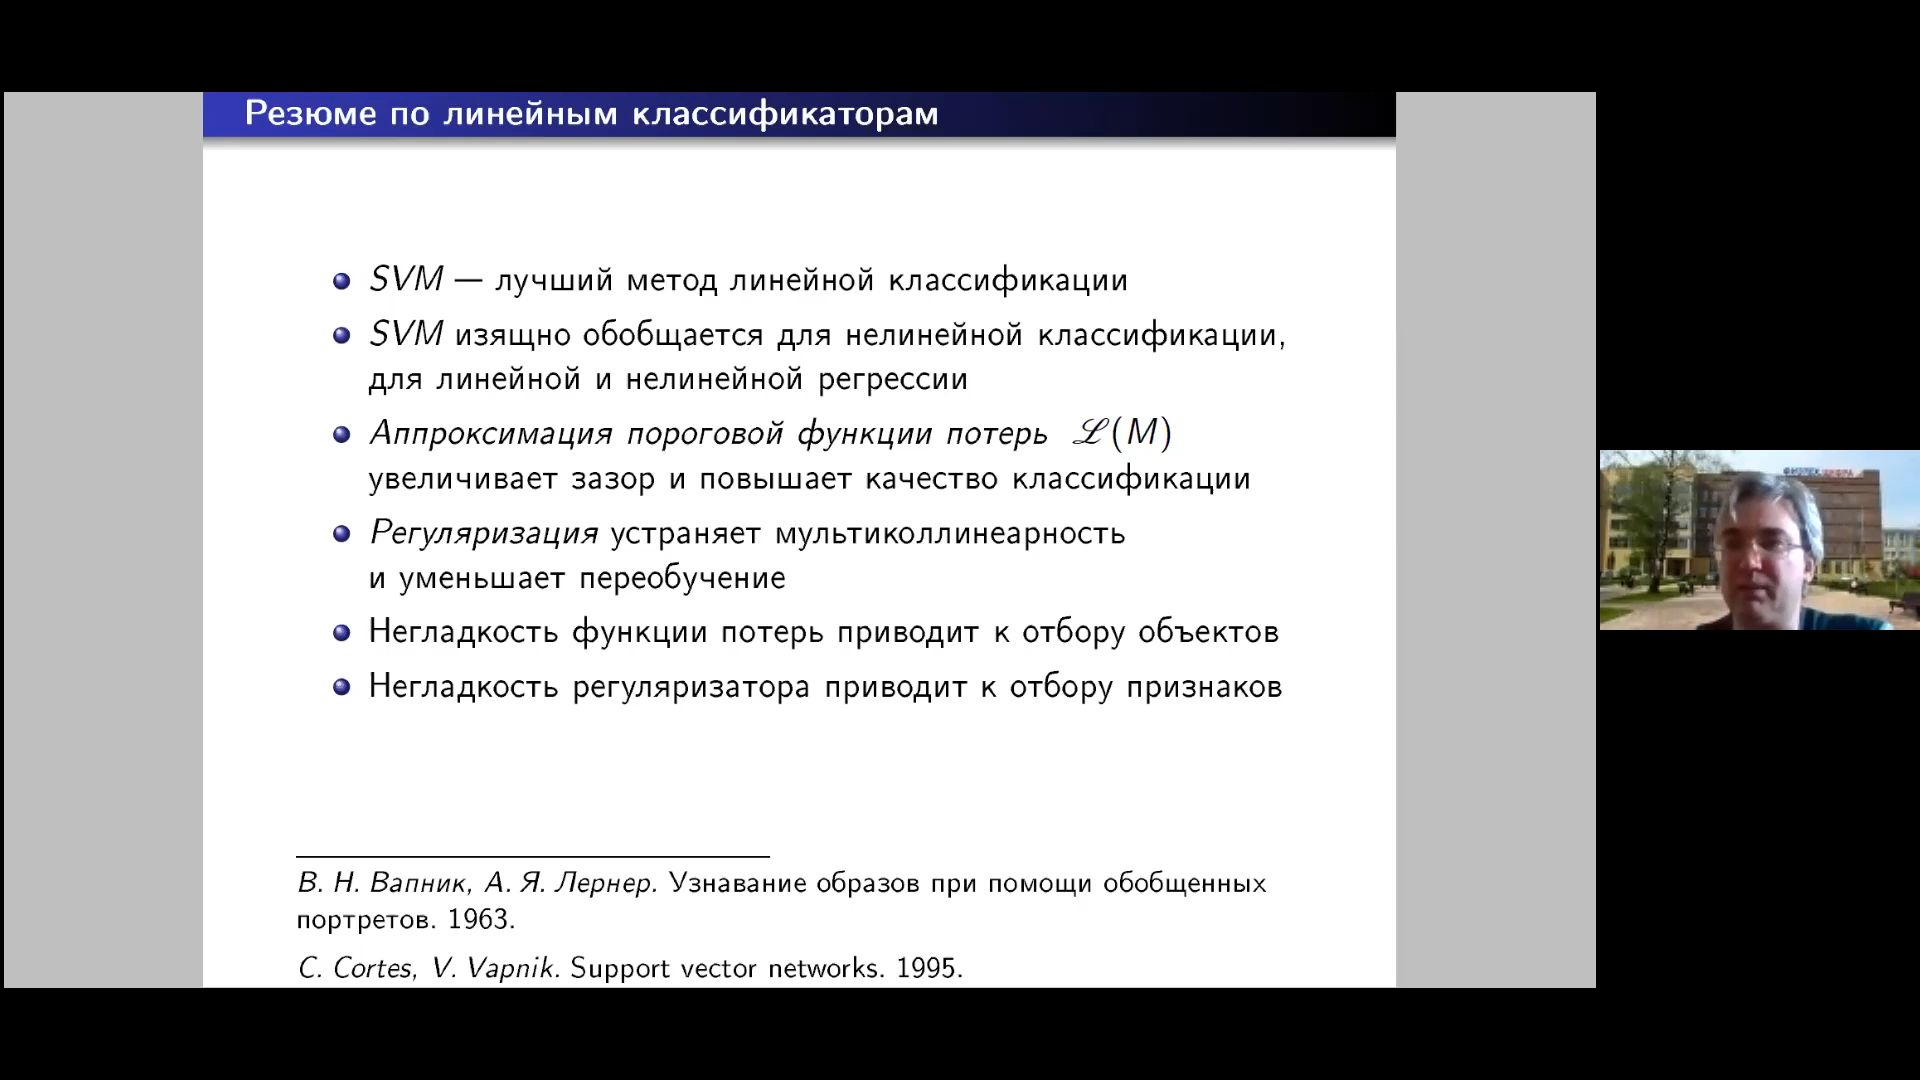 Резюме по линейным классификаторам
SVM — лучший метод линейной классификации
SVM изящно обобщается для нелинейной классификации,
для линейной и нелинейной регрессии
Аппроксимация пороговой функции потерь ℒ(M)
увеличивает зазор и повышает качество классификации
Регуляризация устраняет мультиколлинеарность
и уменьшает переобучение
Негладкость функции потерь приводит к отбору объектов
Негладкость регуляризатора приводит к отбору признаков
В. Н. Вапник, А. Я. Лернер. Узнавание образов при помощи обобщенных
портретов. 1963.
C. Cortes, V. Vapnik. Support vector networks. 1995.